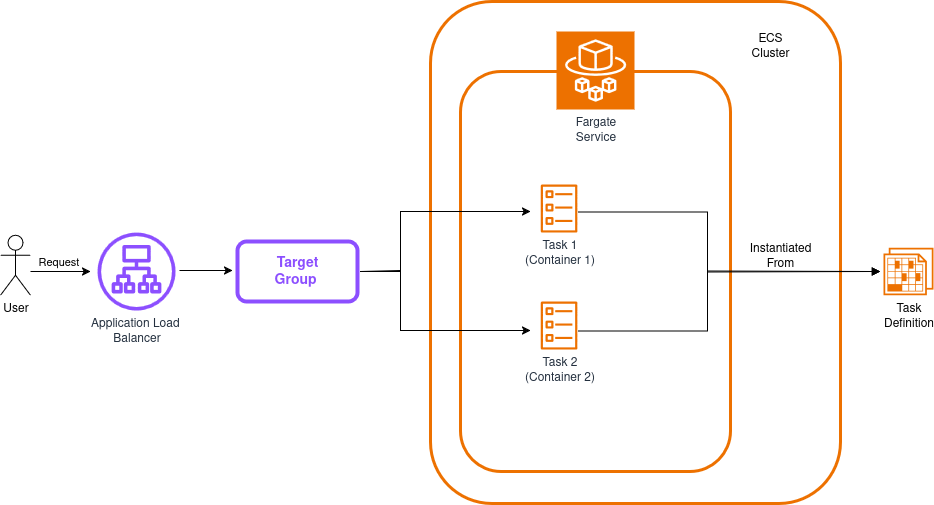 ECS
Cluster
Fargate
Service
Task 1
(Container 1)
Request
Target
Group
Instantiated
From
User
Application Load
Balancer
Task
Definition
Task 2
(Container 2)